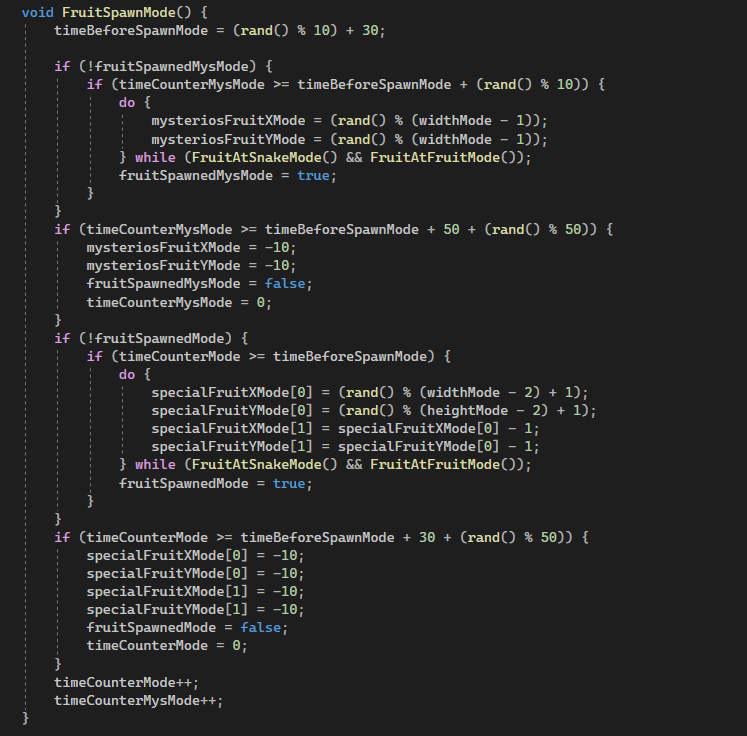 void FruitSpawnMode() {
    timeBeforeSpawnMode = (rand() % 10) + 30;

    if (!fruitSpawnedMysMode) {
        if (timeCounterMysMode >= timeBeforeSpawnMode + (rand() % 10)) {
            do {
                mysteriosFruitXMode = (rand() % (widthMode - 1));
                mysteriosFruitYMode = (rand() % (widthMode - 1));
            } while (FruitAtSnakeMode() && FruitAtFruitMode());
            fruitSpawnedMysMode = true;
        }
    }
    if (timeCounterMysMode >= timeBeforeSpawnMode + 50 + (rand() % 50)) {
        mysteriosFruitXMode = -10;
        mysteriosFruitYMode = -10;
        fruitSpawnedMysMode = false;
        timeCounterMysMode = 0;
    }
    if (!fruitSpawnedMode) {
        if (timeCounterMode >= timeBeforeSpawnMode) {
            do {
                specialFruitXMode[0] = (rand() % (widthMode - 2) + 1);
                specialFruitYMode[0] = (rand() % (heightMode - 2) + 1);
                specialFruitXMode[1] = specialFruitXMode[0] - 1;
                specialFruitYMode[1] = specialFruitYMode[0] - 1;
            } while (FruitAtSnakeMode() && FruitAtFruitMode());
            fruitSpawnedMode = true;
        }
    }
    if (timeCounterMode >= timeBeforeSpawnMode + 30 + (rand() % 50)) {
        specialFruitXMode[0] = -10;
        specialFruitYMode[0] = -10;
        specialFruitXMode[1] = -10;
        specialFruitYMode[1] = -10;
        fruitSpawnedMode = false;
        timeCounterMode = 0;
    }
    timeCounterMode++;
    timeCounterMysMode++;
}